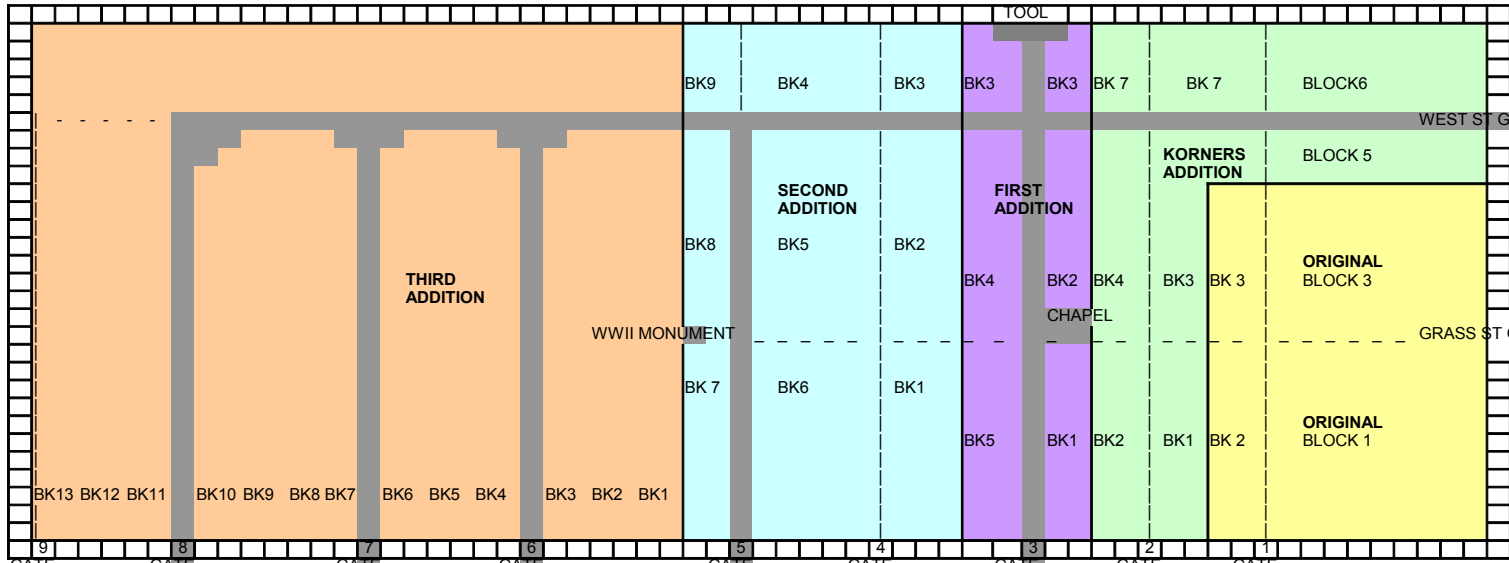 TOOL
BK9 BK4 BK3 BK3 BK3 BK 7 BK 7 BLOCK6
WEST ST G
KORNERS
ADDITION
BLOCK 5
SECOND
ADDITION
FIRST
ADDITION
BK8 BK5 BK2
ORIGINAL
BLOCK 3
THIRD
ADDITION
BK4 BK2 BK4 BK3 BK 3
CHAPEL
WWII MONUMENT
GRASS ST
BK 7 BK6 BK1
ORIGINAL
BLOCK 1
BK5 BK1 BK2 BK1 BK 2
BK13 BK12 BK11 BK10 BK9 BK8 BK7 BK6 BK5 BK4 BK3 BK2 BK1
9 8 7 6 5 4 3 2 1